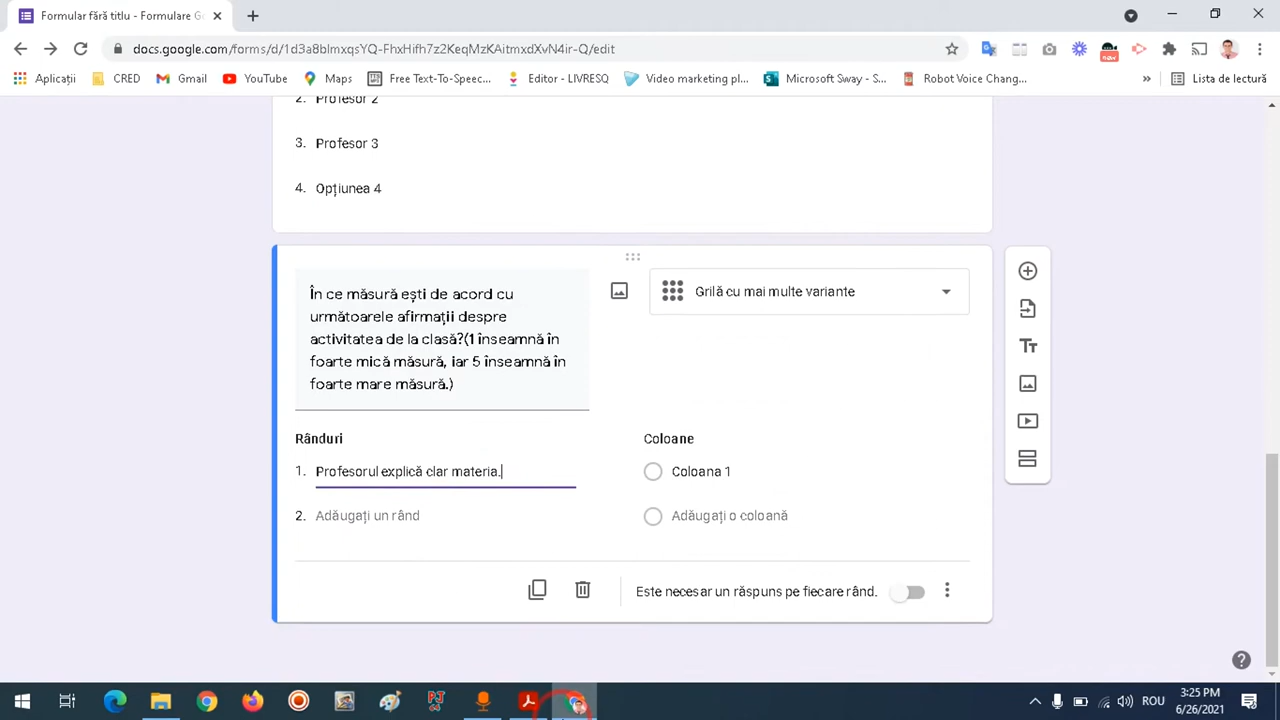 Formular fără titlu - Formulare Go
docs.google.com/forms/d/1d3a8blmxqsYQ-FhxHifh7z2KeqMzKAitmxdXvN4ir-Q/edit
Aplicații CRED Gmail YouTube Maps Free Text-To-Speec... Editor - LIVRESQ Video marketing pl... Microsoft Sway - S... Robot Voice Chang... » Lista de lectură
new
2. Profesor 2
3. Profesor 3
4. Opțiunea 4
În ce măsură ești de acord cu
următoarele afirmații despre
activitatea de la clasă?(1 înseamnă în
foarte mică măsură, iar 5 înseamnă în
foarte mare măsură.)
Grilă cu mai multe variante
Rânduri Coloane
1. Profesorul explică clar materia. Coloana 1
2. Adăugați un rând Adăugați o coloană
Este necesar un răspuns pe fiecare rând.
ROU
3:25 PM
6/26/2021